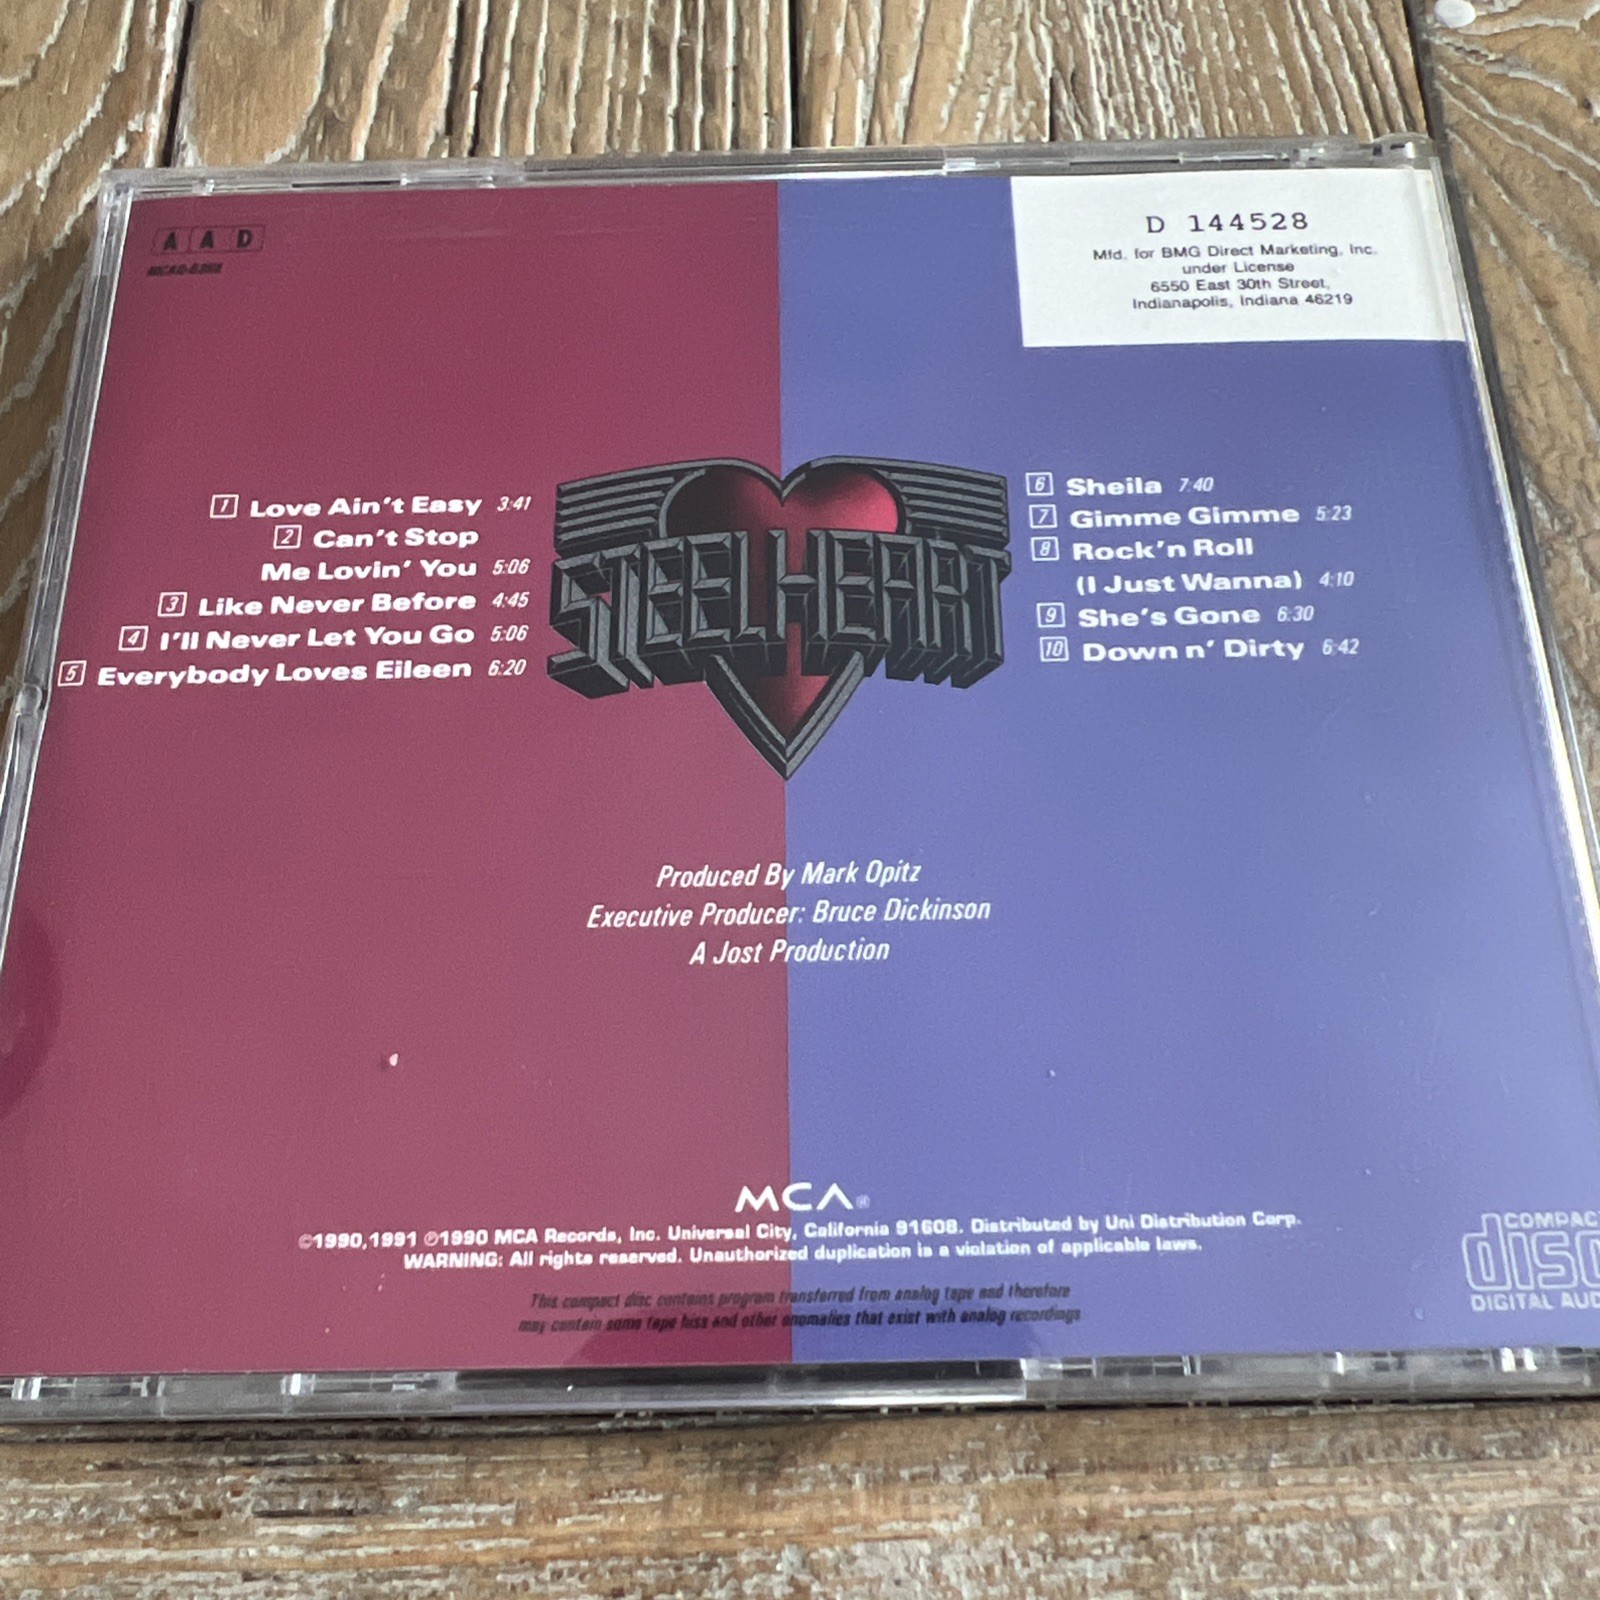 A A D
D 144528
Mfd. for BMG Direct Marketing, Inc.
under License
6550 East 30th Street,
Indianapolis, Indiana 46219
1 Love Ain't Easy 3:41
2 Can't Stop
Me Lovin' You 5:06
3 Like Never Before 4:45
4 I'll Never Let You Go 5:06
5 Everybody Loves Eileen 6:20
STEELHEART
6 Sheila 7:40
7 Gimme Gimme 5:23
8 Rock'n Roll
(I Just Wanna) 4:10
9 She's Gone 6:30
10 Down n' Dirty 6:42
Produced By Mark Opitz
Executive Producer: Bruce Dickinson
A Jost Production
MCA®
©1990,1991 ℗1990 MCA Records, Inc. Universal City, California 91608. Distributed by Uni Distribution Corp.
WARNING: All rights reserved. Unauthorized duplication is a violation of applicable laws.
This compact disc contains program transferred from analog tape and therefore
may contain some tape hiss and other anomalies that exist with analog recordings
COMPACT
disc
DIGITAL AUD